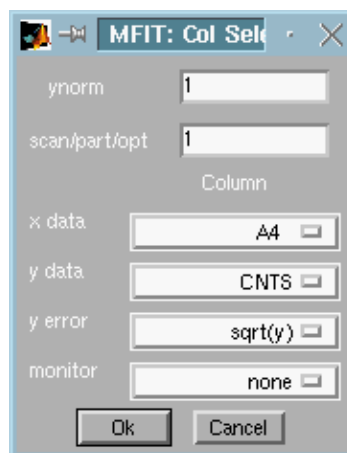 MFIT: Col Sele
ynorm 1
scan/part/opt 1
Column
x data A4
y data CNTS
y error sqrt(y)
monitor none
Ok Cancel